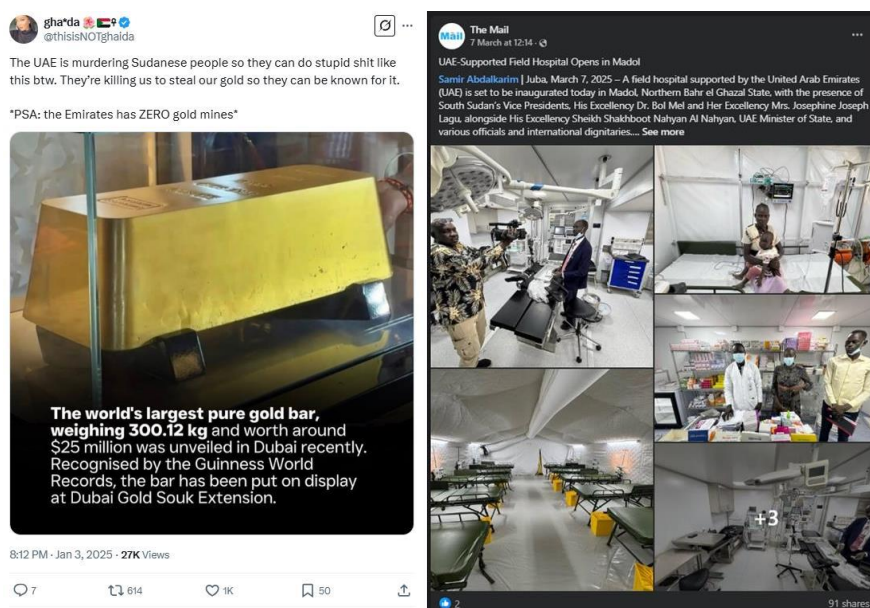 gha*da
@thisisNOTghaida
The UAE is murdering Sudanese people so they can do stupid sh!t like
this btw. They're killing us to steal our gold so they can be known for it.
*PSA: the Emirates has ZERO gold mines*
The world's largest pure gold bar,
weighing 300.12 kg and worth around
$25 million was unveiled in Dubai recently.
Recognised by the Guinness World
Records, the bar has been put on display
at Dubai Gold Souk Extension.
8:12 PM · Jan 3, 2025 · 27K Views
7
614
1K
50
Mail
The Mail
7 March at 12:14 ·
UAE-Supported Field Hospital Opens in Madol
Samir Abdalkarim | Juba, March 7, 2025 – A field hospital supported by the United Arab Emirates
(UAE) is set to be inaugurated today in Madol, Northern Bahr el Ghazal State, with the presence of
South Sudan's Vice Presidents, His Excellency Dr. Bol Mel and Her Excellency Mrs. Josephine Joseph
Lagu, alongside His Excellency Sheikh Shakhboot Nahyan Al Nahyan, UAE Minister of State, and
various officials and international dignitaries.... See more
+3
2
91 shares